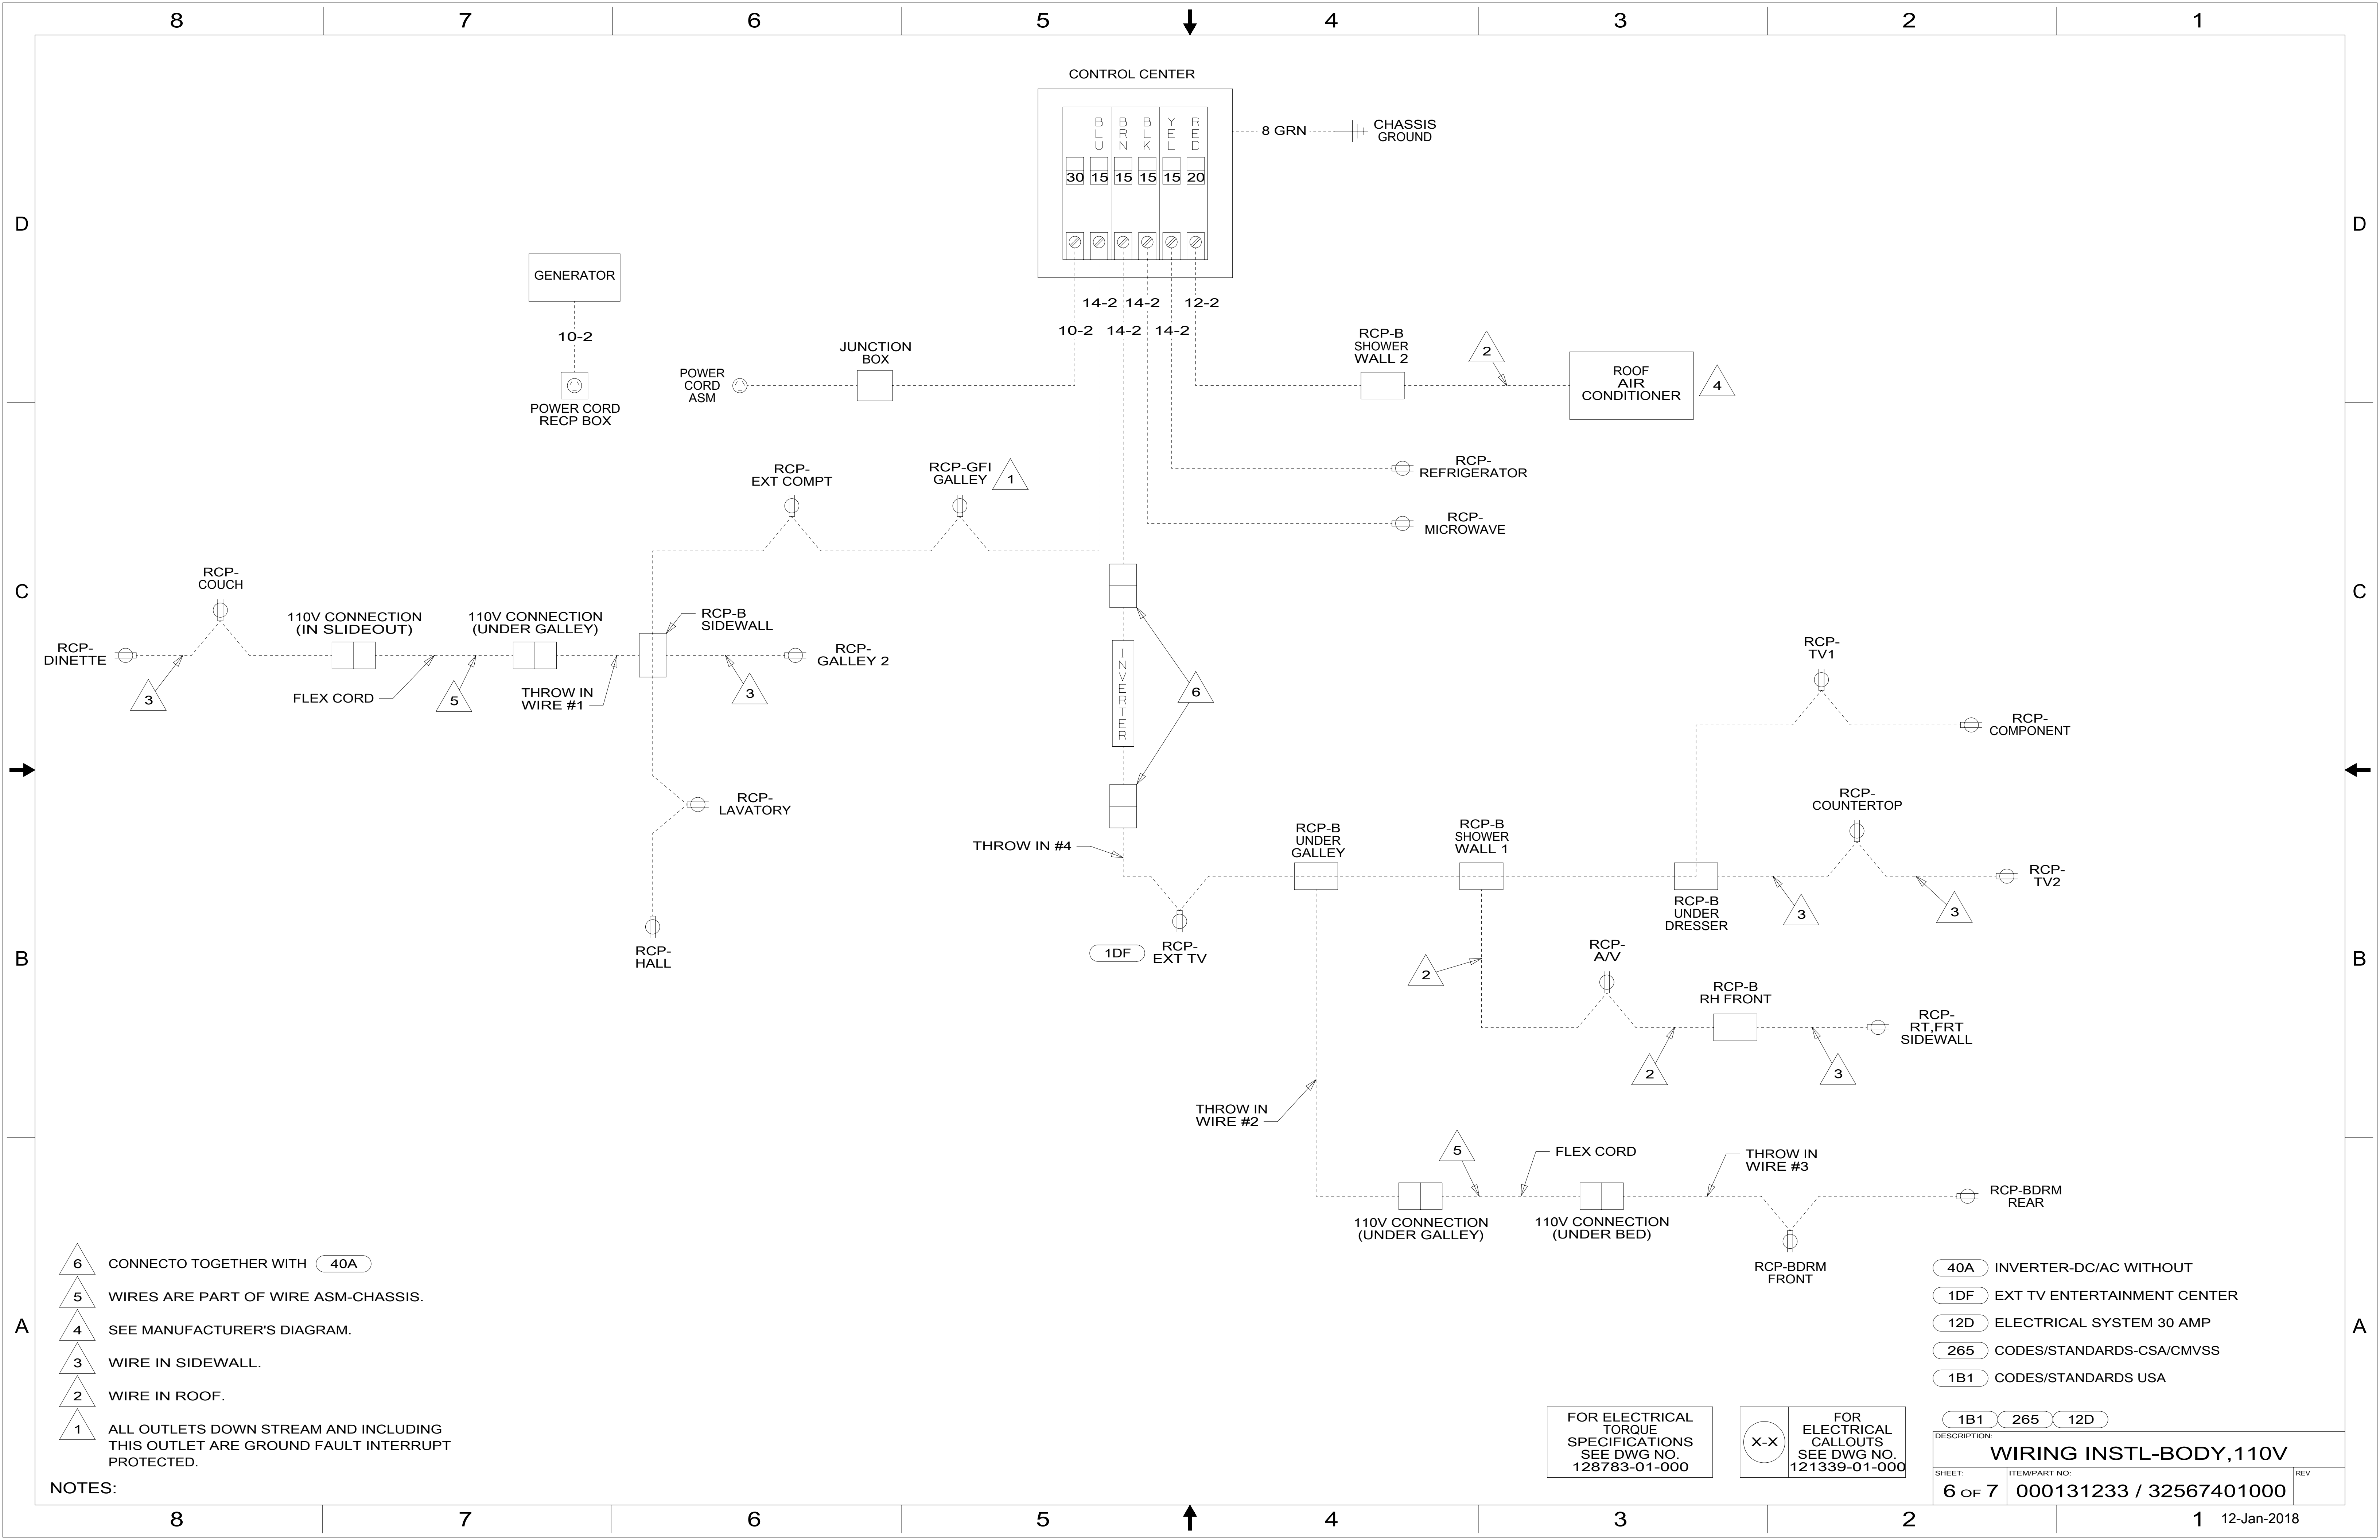 8 7 6 5 4 3 2 1
CONTROL CENTER
BLU BRN BLK YEL RED
30 15 15 15 15 20
8 GRN
CHASSIS
GROUND
D
D
GENERATOR
10-2
POWER CORD
RECP BOX
14-2 14-2 12-2
10-2 14-2 14-2
JUNCTION
BOX
POWER
CORD
ASM
RCP-B
SHOWER
WALL 2
2
ROOF
AIR
CONDITIONER
4
RCP-
EXT COMPT
RCP-GFI
GALLEY
1
RCP-
REFRIGERATOR
RCP-
MICROWAVE
C
C
RCP-
COUCH
110V CONNECTION
(IN SLIDEOUT)
110V CONNECTION
(UNDER GALLEY)
RCP-B
SIDEWALL
RCP-
DINETTE
RCP-
GALLEY 2
3
FLEX CORD
5
THROW IN
WIRE #1
3
INVERTER
6
RCP-
TV1
RCP-
COMPONENT
RCP-
LAVATORY
RCP-
HALL
THROW IN #4
RCP-B
UNDER
GALLEY
RCP-B
SHOWER
WALL 1
RCP-
COUNTERTOP
RCP-
TV2
RCP-B
UNDER
DRESSER
3
3
B
B
1DF
RCP-
EXT TV
2
RCP-
A/V
RCP-B
RH FRONT
RCP-
RT,FRT
SIDEWALL
2
3
THROW IN
WIRE #2
5
FLEX CORD
THROW IN
WIRE #3
110V CONNECTION
(UNDER GALLEY)
110V CONNECTION
(UNDER BED)
RCP-BDRM
REAR
RCP-BDRM
FRONT
A
A
6 CONNECTO TOGETHER WITH 40A
5 WIRES ARE PART OF WIRE ASM-CHASSIS.
4 SEE MANUFACTURER'S DIAGRAM.
3 WIRE IN SIDEWALL.
2 WIRE IN ROOF.
1 ALL OUTLETS DOWN STREAM AND INCLUDING
THIS OUTLET ARE GROUND FAULT INTERRUPT
PROTECTED.
NOTES:
40A INVERTER-DC/AC WITHOUT
1DF EXT TV ENTERTAINMENT CENTER
12D ELECTRICAL SYSTEM 30 AMP
265 CODES/STANDARDS-CSA/CMVSS
1B1 CODES/STANDARDS USA
FOR ELECTRICAL
TORQUE
SPECIFICATIONS
SEE DWG NO.
128783-01-000
X-X
FOR
ELECTRICAL
CALLOUTS
SEE DWG NO.
121339-01-000
1B1 265 12D
DESCRIPTION:
WIRING INSTL-BODY,110V
SHEET: ITEM/PART NO: REV
6 OF 7 000131233 / 32567401000
8 7 6 5 4 3 2 1
12-Jan-2018